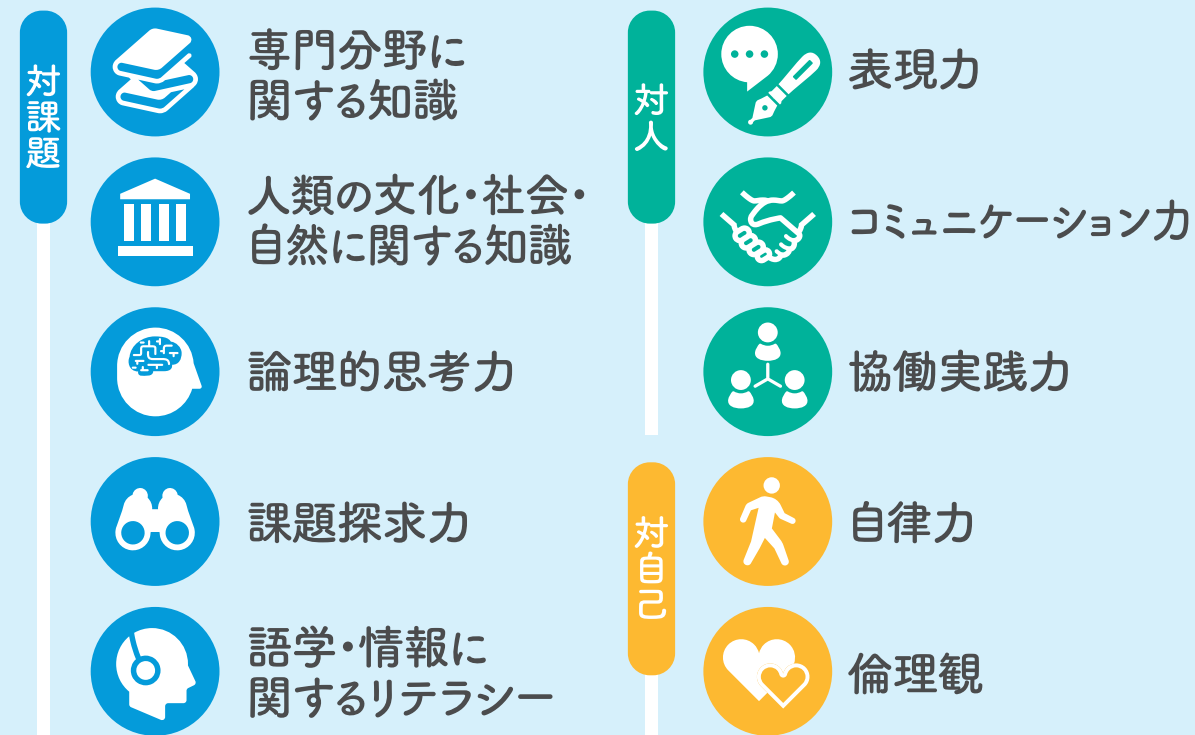 対課題
専門分野に
関する知識
人類の文化・社会・
自然に関する知識
論理的思考力
課題探求力
語学・情報に
関するリテラシー
対人
表現力
コミュニケーション力
協働実践力
対自己
自律力
倫理観